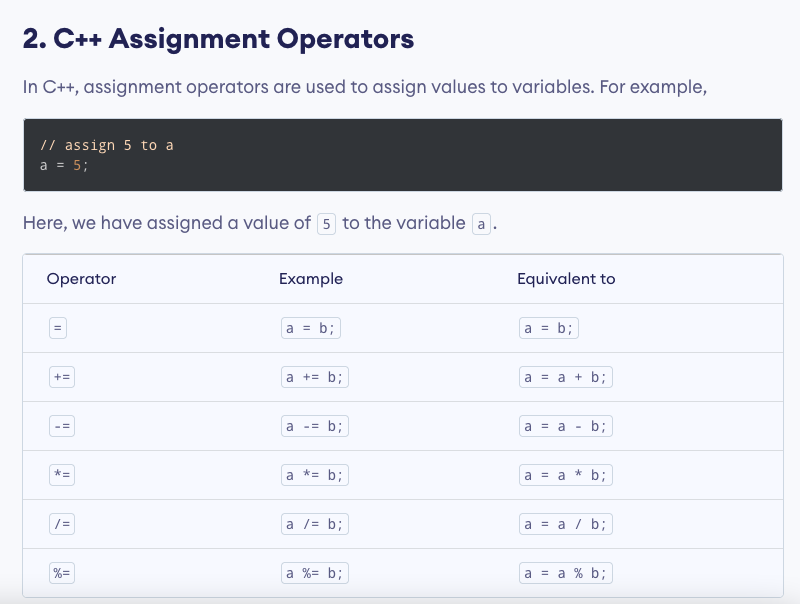 2. C++ Assignment Operators
In C++, assignment operators are used to assign values to variables. For example,
// assign 5 to a
a = 5;
Here, we have assigned a value of 5 to the variable a.
Operator Example Equivalent to
= a = b; a = b;
+= a += b; a = a + b;
-= a -= b; a = a - b;
*= a *= b; a = a * b;
/= a /= b; a = a / b;
%= a %= b; a = a % b;